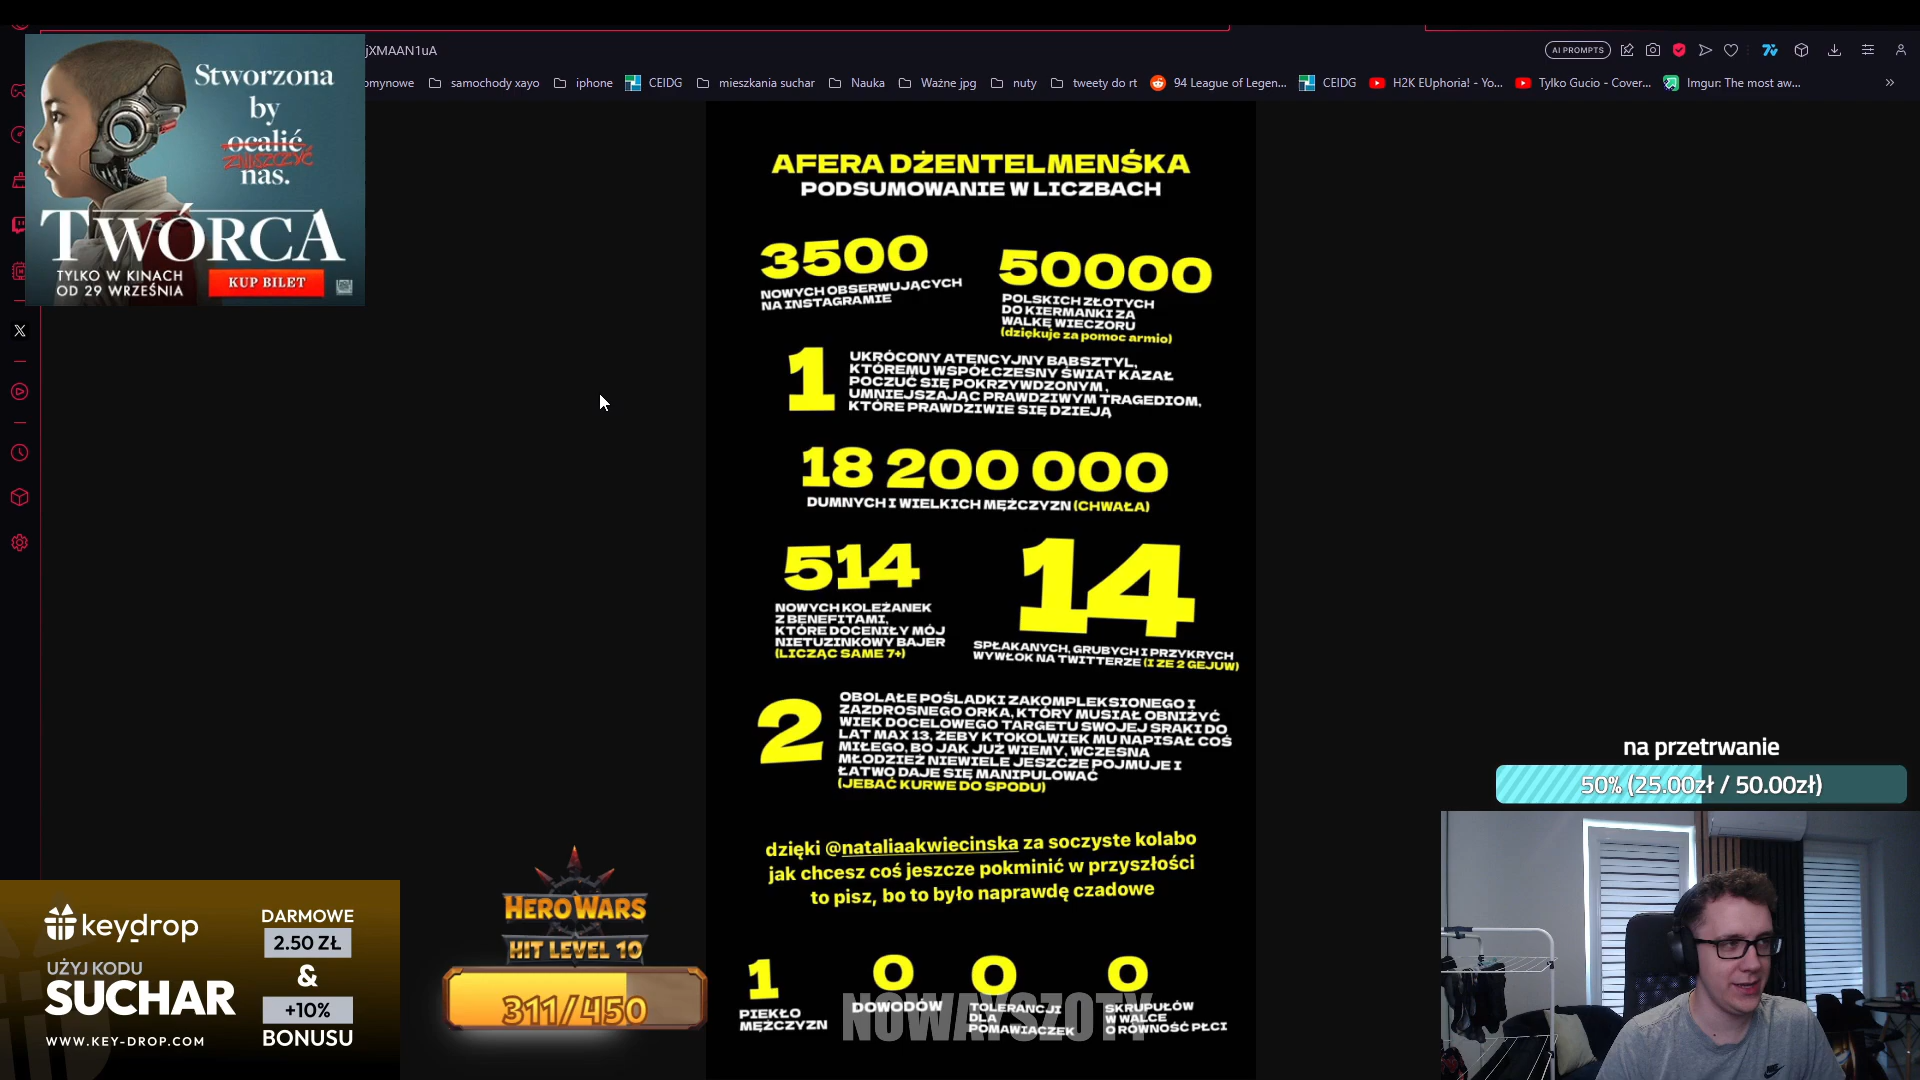 jXMAAN1uA
AI PROMPTS
omynowe
samochody xayo
iphone
CEIDG
mieszkania suchar
Nauka
Ważne jpg
nuty
tweety do rt
94 League of Legen...
CEIDG
H2K EUphoria! - Yo...
Tylko Gucio - Cover...
Imgur: The most aw...
Stworzona
by
ocalić
ZNISZCZYĆ
nas.
TWÓRCA
TYLKO W KINACH
OD 29 WRZEŚNIA
KUP BILET
AFERA DŻENTELMEŃSKA
PODSUMOWANIE W LICZBACH
3500
NOWYCH OBSERWUJĄCYCH
NA INSTAGRAMIE
50000
POLSKICH ZŁOTYCH
DO KIERMANKI ZA
WALKĘ WIECZORU
(dziękuje za pomoc armio)
1
UKRÓCONY ATENCYJNY BABSZTYL,
KTÓREMU WSPÓŁCZESNY ŚWIAT KAZAŁ
POCZUĆ SIĘ POKRZYWDZONYM,
UMNIEJSZAJĄC PRAWDZIWYM TRAGEDIOM,
KTÓRE PRAWDZIWIE SIĘ DZIEJĄ
18 200 000
DUMNYCH I WIELKICH MĘŻCZYZN (CHWAŁA)
514
NOWYCH KOLEŻANEK
Z BENEFITAMI,
KTÓRE DOCENIŁY MÓJ
NIETUZINKOWY BAJER
(LICZĄC SAME 7+)
14
SPŁAKANYCH, GRUBYCH I PRZYKRYCH
WYWŁOK NA TWITTERZE (I ZE 2 GEJUW)
2
OBOLAŁE POŚLADKI ZAKOMPLEKSIONEGO I
ZAZDROSNEGO ORKA, KTÓRY MUSIAŁ OBNIŻYĆ
WIEK DOCELOWEGO TARGETU SWOJEJ SRAKI DO
LAT MAX 13, ŻEBY KTOKOLWIEK MU NAPISAŁ COŚ
MIŁEGO, BO JAK JUŻ WIEMY, WCZESNA
MŁODZIEŻ NIEWIELE JESZCZE POJMUJE I
ŁATWO DAJE SIĘ MANIPULOWAĆ
(JEBAĆ KURWE DO SPODU)
dzięki @nataliaakwiecinska za soczyste kolabo
jak chcesz coś jeszcze pokminić w przyszłości
to pisz, bo to było naprawdę czadowe
1
PIEKŁO
MĘŻCZYZN
0
DOWODÓW
0
TOLERANCJI
DLA
POMAWIACZEK
0
SKRUPUŁÓW
W WALCE
O RÓWNOŚĆ PŁCI
NOWAYSZOTY
na przetrwanie
50% (25.00zł / 50.00zł)
keydrop
UŻYJ KODU
SUCHAR
WWW.KEY-DROP.COM
DARMOWE
2.50 ZŁ
&
+10%
BONUSU
HERO WARS
HIT LEVEL 10
311/450